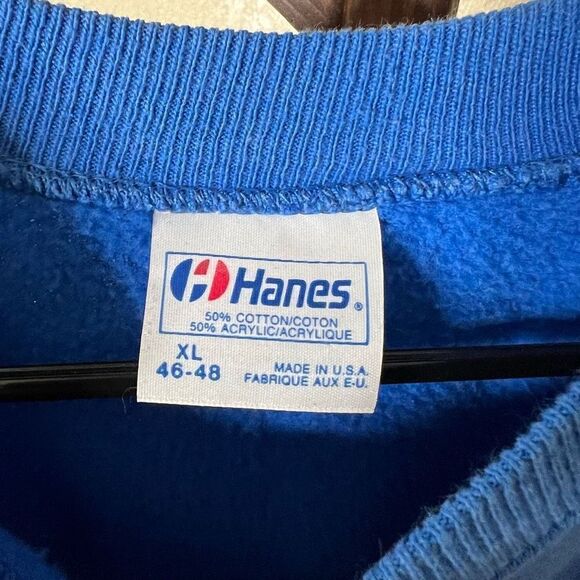 Hanes®
50% COTTON/COTON
50% ACRYLIC/ACRYLIQUE
XL
46-48
MADE IN U.S.A.
FABRIQUE AUX E-U.